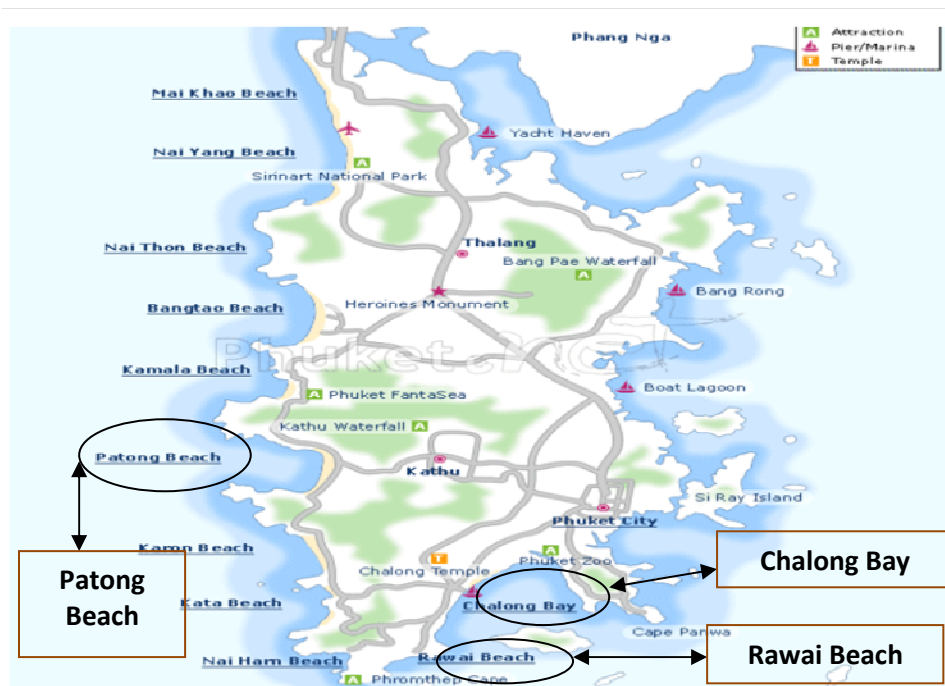 Phang Nga
Attraction
Pier/Marina
Temple
Mai Khao Beach
Yacht Haven
Nai Yang Beach
Sirinart National Park
Nai Thon Beach
Thalang
Bang Pae Waterfall
Bang Rong
Heroines Monument
Bangtao Beach
Phuket
Kamala Beach
Phuket FantaSea
Boat Lagoon
Kathu Waterfall
Patong Beach
Kathu
Si Ray Island
Phuket City
Karon Beach
Phuket Zoo
Chalong Temple
Patong
Beach
Chalong Bay
Kata Beach
Chalong Bay
Cape Panwa
Nai Harn Beach
Rawai Beach
Rawai Beach
Phromthep Cape